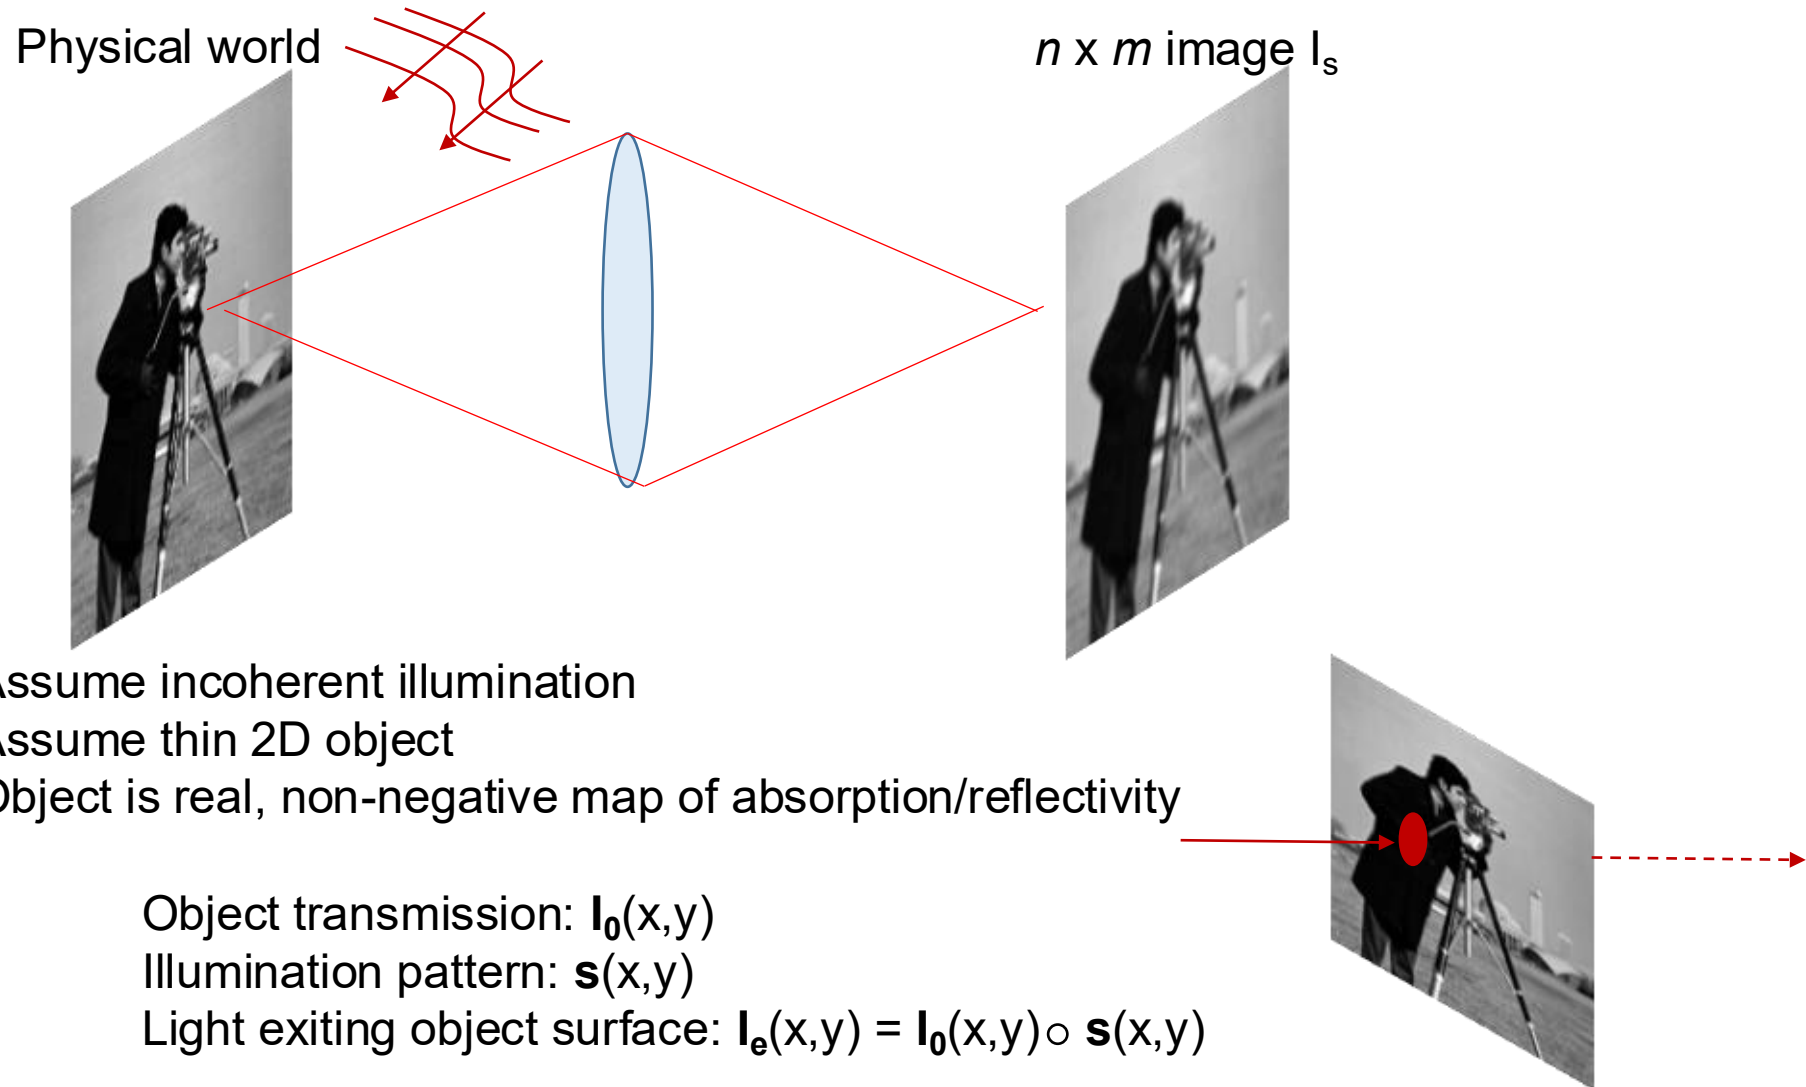 Physical world
n x m image Is
Assume incoherent illumination
Assume thin 2D object
Object is real, non-negative map of absorption/reflectivity
Object transmission: I0(x,y)
Illumination pattern: s(x,y)
Light exiting object surface: Ie(x,y) = I0(x,y)○ s(x,y)